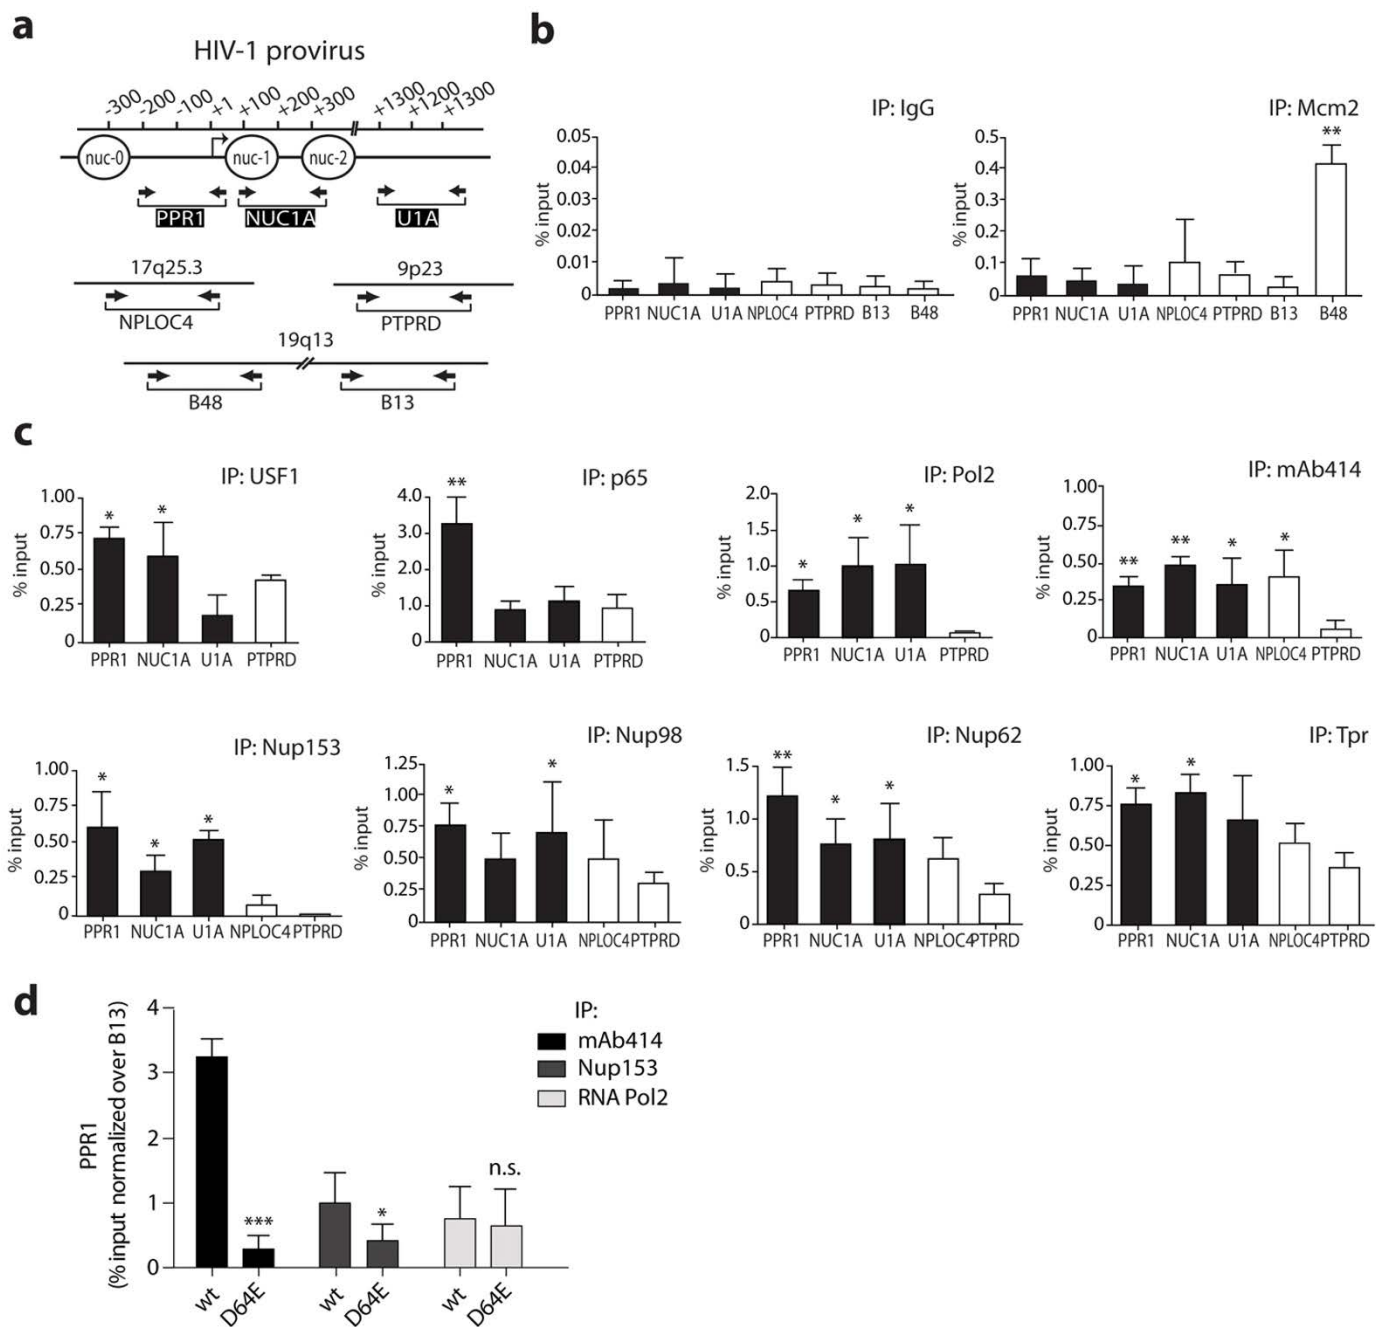 a
HIV-1 provirus
-300 -200 -100 +1 +100 +200 +300 +1300 +1200 +1300
nuc-0 nuc-1 nuc-2
PPR1 NUC1A U1A
17q25.3 9p23
NPLOC4 PTPRD
19q13
B48 B13
b
IP: IgG
% input
0.05
0.04
0.03
0.02
0.01
0
PPR1 NUC1A U1A NPLOC4 PTPRD B13 B48
IP: Mcm2
% input
0.5
0.4
0.3
0.2
0.1
0
**
PPR1 NUC1A U1A NPLOC4 PTPRD B13 B48
c
IP: USF1
% input
1.00
0.75
0.50
0.25
0
* *
PPR1 NUC1A U1A PTPRD
IP: p65
% input
4.0
3.0
2.0
1.0
0
**
PPR1 NUC1A U1A PTPRD
IP: Pol2
% input
2.0
1.5
1.0
0.5
0
* * *
PPR1 NUC1A U1A PTPRD
IP: mAb414
% input
1.00
0.75
0.50
0.25
0
** ** * *
PPR1 NUC1A U1A NPLOC4 PTPRD
IP: Nup153
% input
1.00
0.75
0.50
0.25
0
* * *
PPR1 NUC1A U1A NPLOC4 PTPRD
IP: Nup98
% input
1.25
1.00
0.75
0.50
0.25
0
* *
PPR1 NUC1A U1A NPLOC4 PTPRD
IP: Nup62
% input
1.5
1.0
0.5
0
** * *
PPR1 NUC1A U1A NPLOC4 PTPRD
IP: Tpr
% input
1.00
0.75
0.50
0.25
0
* *
PPR1 NUC1A U1A NPLOC4 PTPRD
d
PPR1
(% input normalized over B13)
4
3
2
1
0
*** * n.s.
wt D64E wt D64E wt D64E
IP:
mAb414
Nup153
RNA Pol2